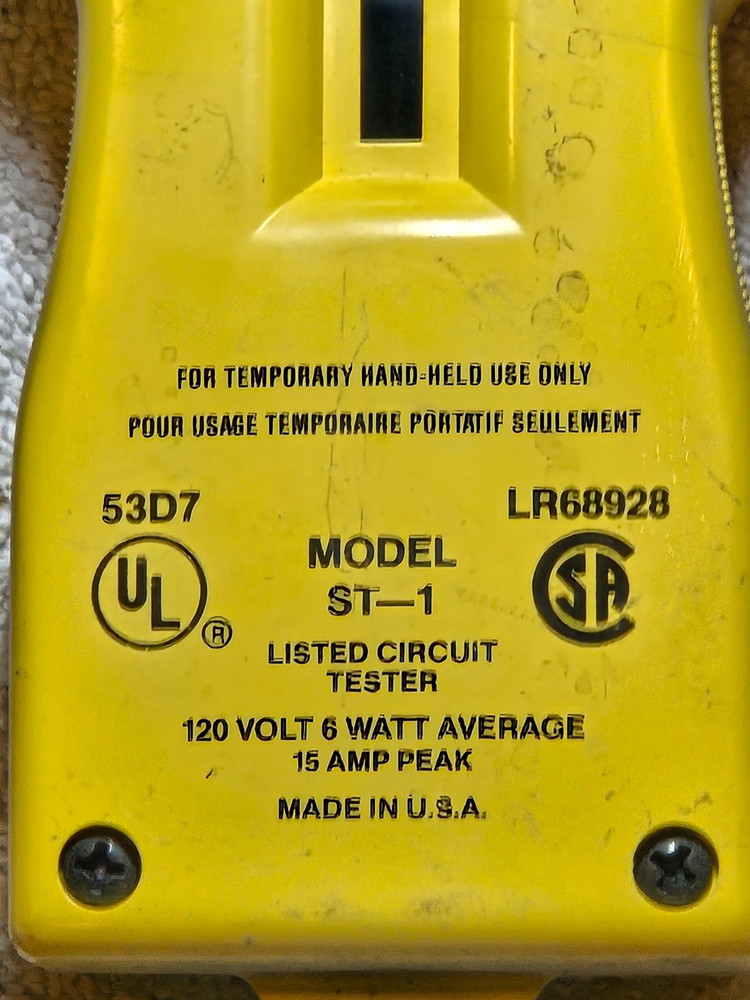 FOR TEMPORARY HAND-HELD USE ONLY
POUR USAGE TEMPORAIRE PORTATIF SEULEMENT
53D7
LR68928
UL®
MODEL
SA
ST—1
LISTED CIRCUIT
TESTER
120 VOLT 6 WATT AVERAGE
15 AMP PEAK
MADE IN U.S.A.